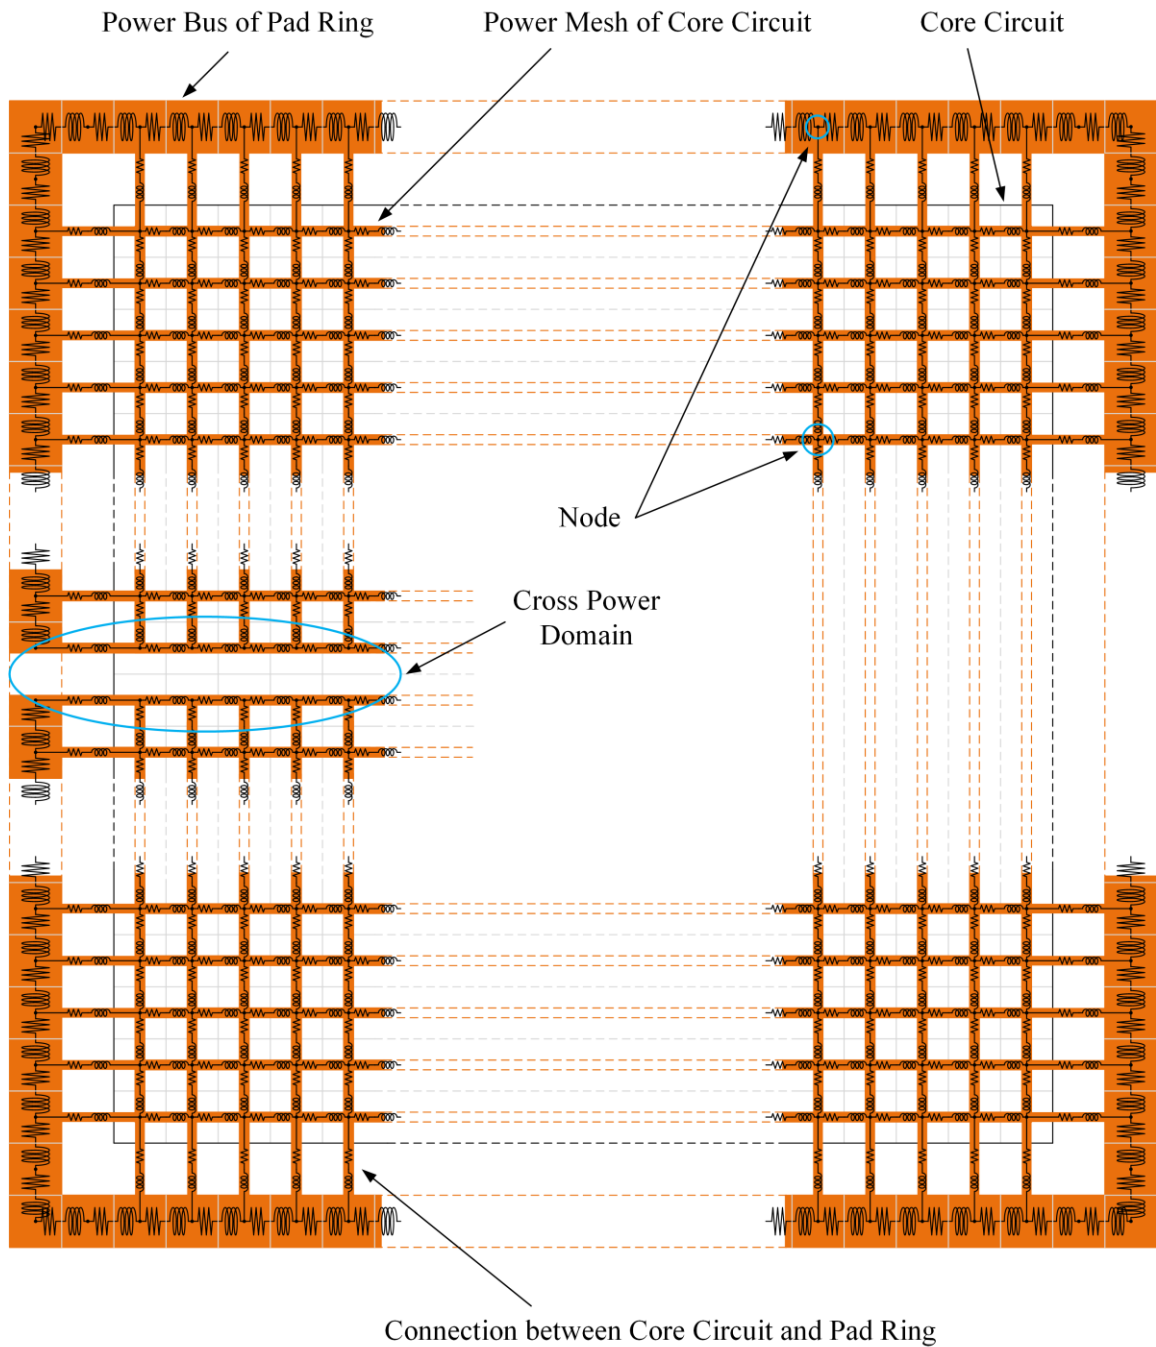 Power Bus of Pad Ring
Power Mesh of Core Circuit
Core Circuit
Node
Cross Power
Domain
Connection between Core Circuit and Pad Ring